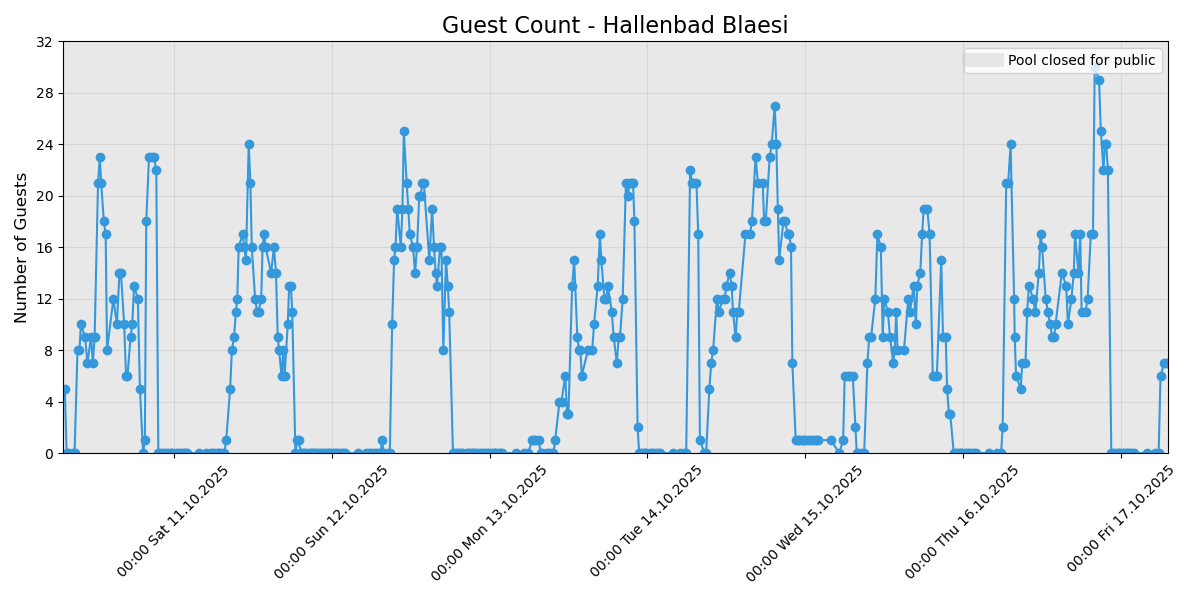 Guest Count - Hallenbad Blaesi
Pool closed for public
Number of Guests
32
28
24
20
16
12
8
4
0
00:00 Sat 11.10.2025
00:00 Sun 12.10.2025
00:00 Mon 13.10.2025
00:00 Tue 14.10.2025
00:00 Wed 15.10.2025
00:00 Thu 16.10.2025
00:00 Fri 17.10.2025